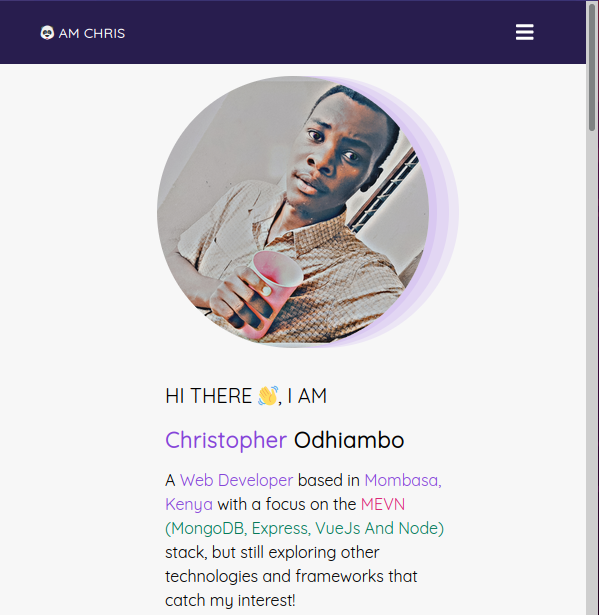 AM CHRIS
HI THERE 👋, I AM
Christopher Odhiambo
A Web Developer based in Mombasa,
Kenya with a focus on the MEVN
(MongoDB, Express, VueJs And Node)
stack, but still exploring other
technologies and frameworks that
catch my interest!